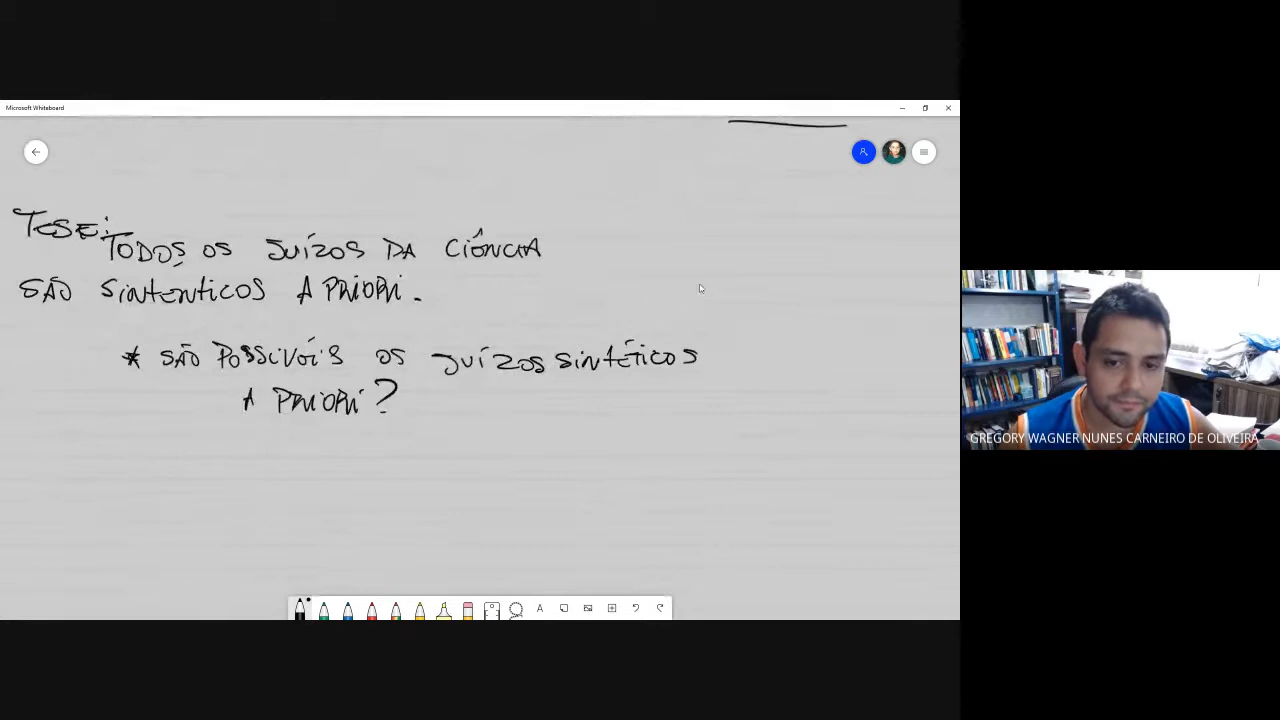 Microsoft Whiteboard
TESE:
TODOS OS JUÍZOS DA CIÊNCIA
SÃO SINTENTICOS A PRIORI.
* SÃO POSSIVÉIS OS JUÍZOS SINTÉTICOS
A PRIORI?
A
GREGORY WAGNER NUNES CARNEIRO DE OLIVEIRA